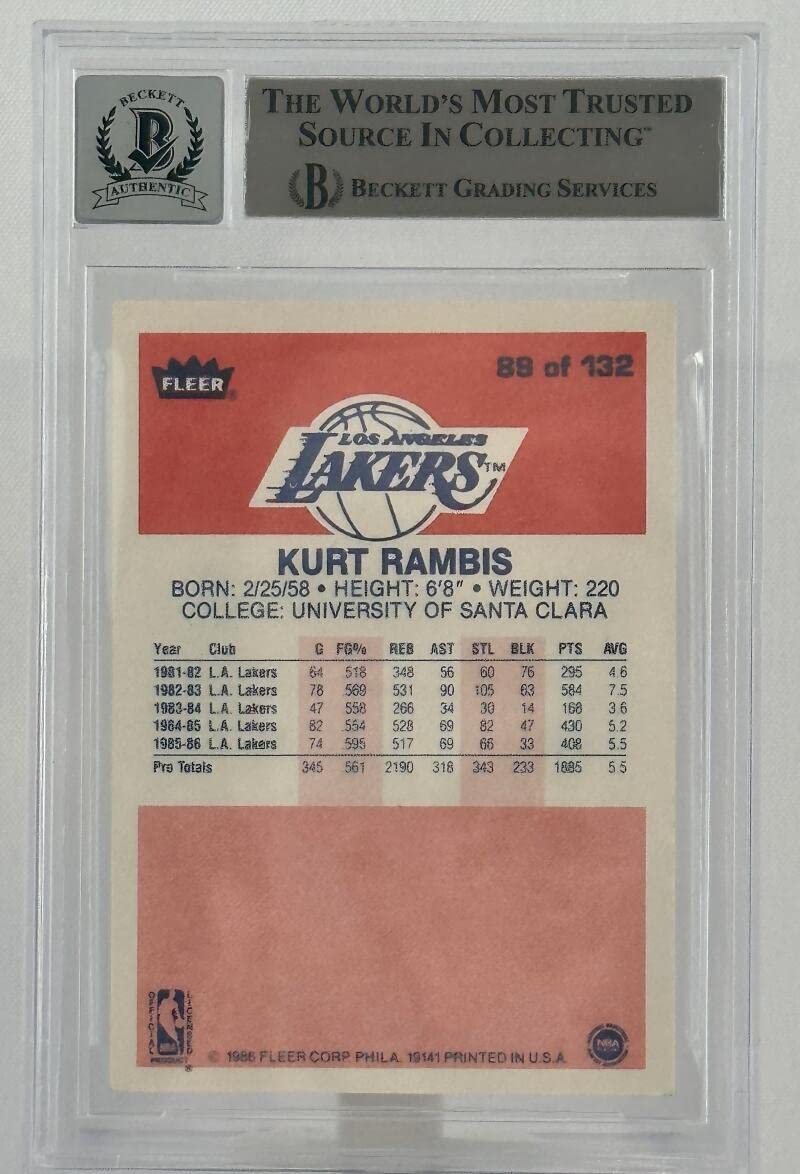 BECKETT
B
AUTHENTIC
THE WORLD'S MOST TRUSTED
SOURCE IN COLLECTING™
B BECKETT GRADING SERVICES
FLEER®
89 of 132
LOS ANGELES
LAKERS™
KURT RAMBIS
BORN: 2/25/58 • HEIGHT: 6'8" • WEIGHT: 220
COLLEGE: UNIVERSITY OF SANTA CLARA
Year Club G FG% REB AST STL BLK PTS AVG
1981-82 L.A. Lakers 64 .518 348 56 60 76 295 4.6
1982-83 L.A. Lakers 78 .569 531 90 105 63 584 7.5
1983-84 L.A. Lakers 47 .558 266 34 30 14 168 3.6
1984-85 L.A. Lakers 82 .554 528 69 82 47 430 5.2
1985-86 L.A. Lakers 74 .595 517 69 66 33 408 5.5
Pro Totals 345 .561 2190 318 343 233 1885 5.5
OFFICIAL LICENSED
NBA
PRODUCT®
© 1986 FLEER CORP PHILA. 19141 PRINTED IN U.S.A.
NBA